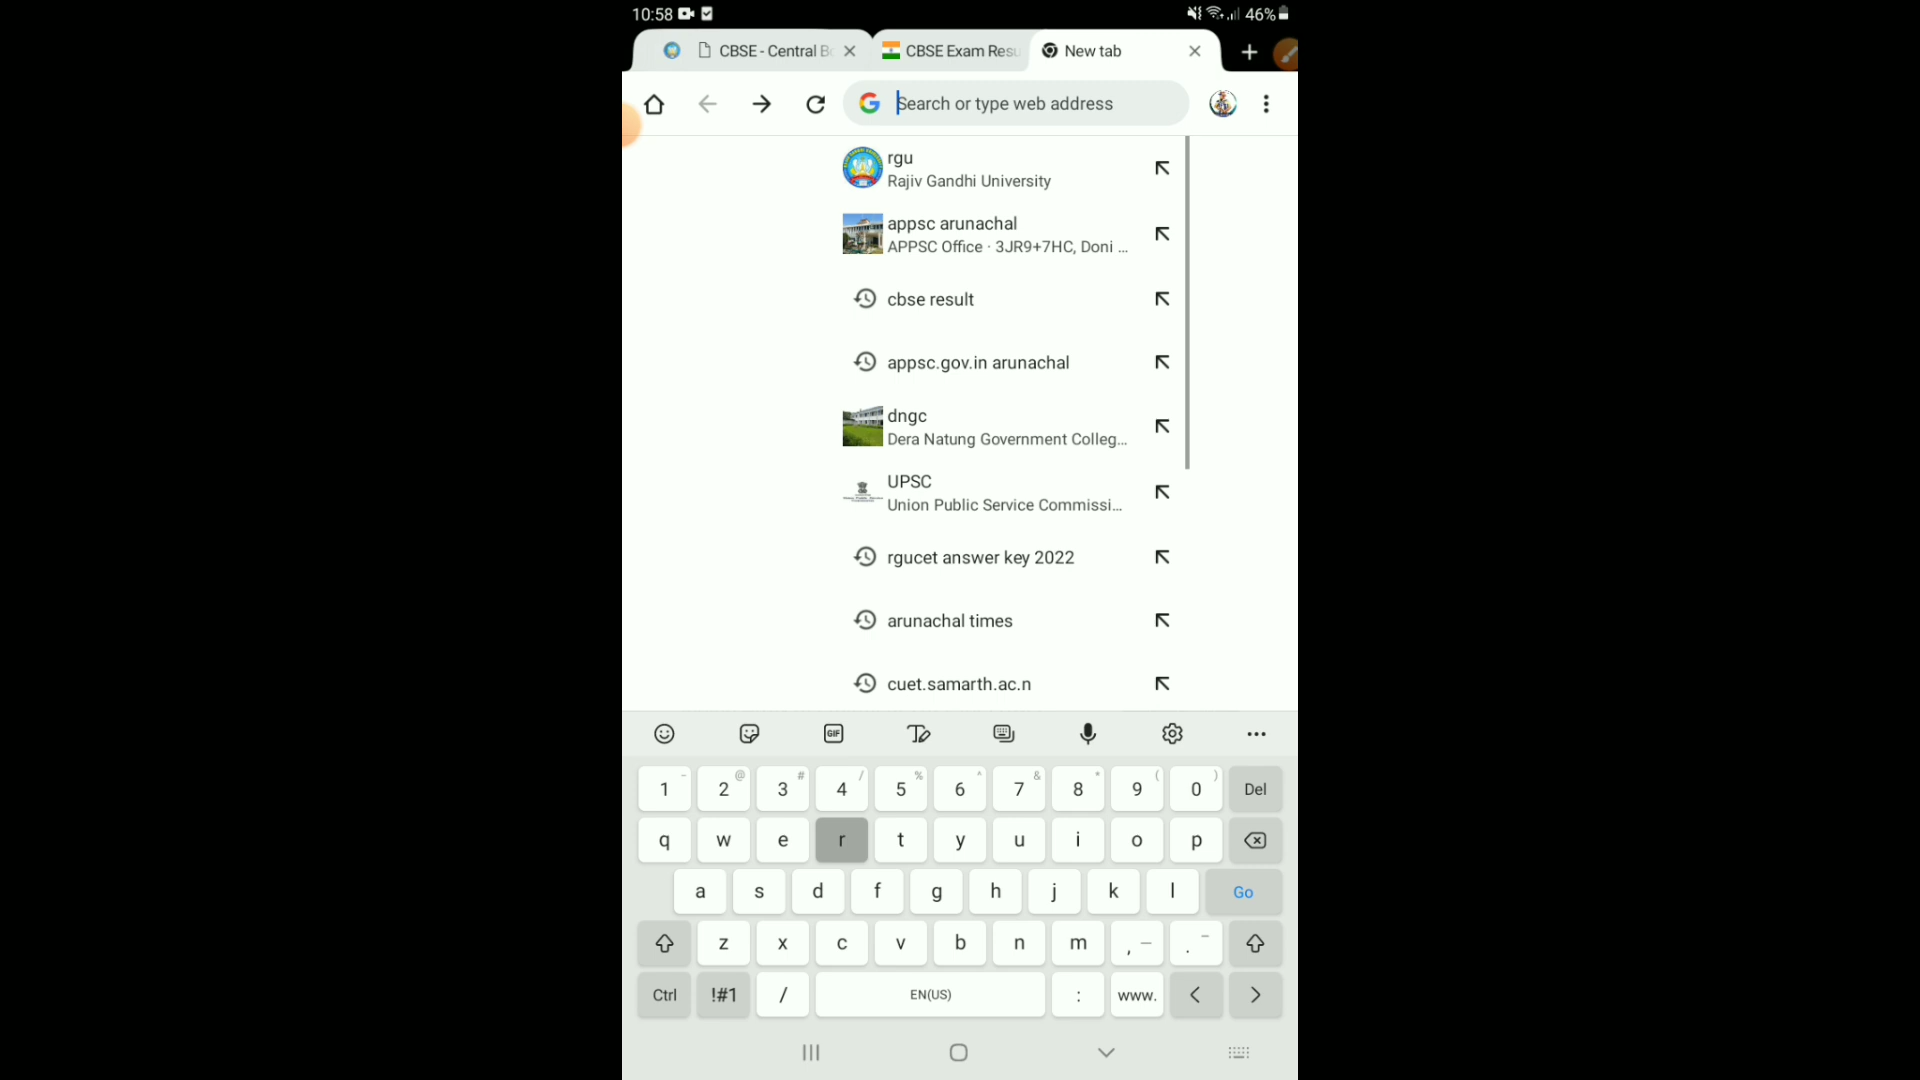 10:58 46%
CBSE - Central Bo CBSE Exam Resu New tab
Search or type web address
rgu
Rajiv Gandhi University
appsc arunachal
APPSC Office · 3JR9+7HC, Doni ...
cbse result
appsc.gov.in arunachal
dngc
Dera Natung Government Colleg...
UPSC
Union Public Service Commissi...
rgucet answer key 2022
arunachal times
cuet.samarth.ac.n
GIF
1 2 @ 3 # 4 / 5 % 6 ^ 7 & 8 * 9 ( 0 ) Del
q w e r t y u i o p
a s d f g h j k l Go
z x c v b n m , .
Ctrl !#1 / EN(US) : www. < >